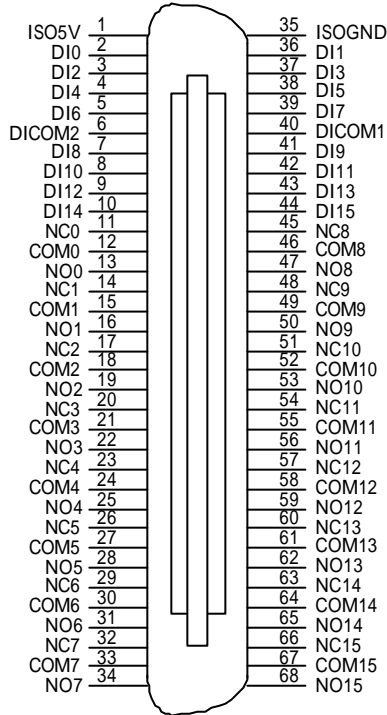 ISO5V 1 35 ISOGND
DI0 2 36 DI1
DI2 3 37 DI3
DI4 4 38 DI5
DI6 5 39 DI7
DICOM2 6 40 DICOM1
DI8 7 41 DI9
DI10 8 42 DI11
DI12 9 43 DI13
DI14 10 44 DI15
NC0 11 45 NC8
COM0 12 46 COM8
NO0 13 47 NO8
NC1 14 48 NC9
COM1 15 49 COM9
NO1 16 50 NO9
NC2 17 51 NC10
COM2 18 52 COM10
NO2 19 53 NO10
NC3 20 54 NC11
COM3 21 55 COM11
NO3 22 56 NO11
NC4 23 57 NC12
COM4 24 58 COM12
NO4 25 59 NO12
NC5 26 60 NC13
COM5 27 61 COM13
NO5 28 62 NO13
NC6 29 63 NC14
COM6 30 64 COM14
NO6 31 65 NO14
NC7 32 66 NC15
COM7 33 67 COM15
NO7 34 68 NO15